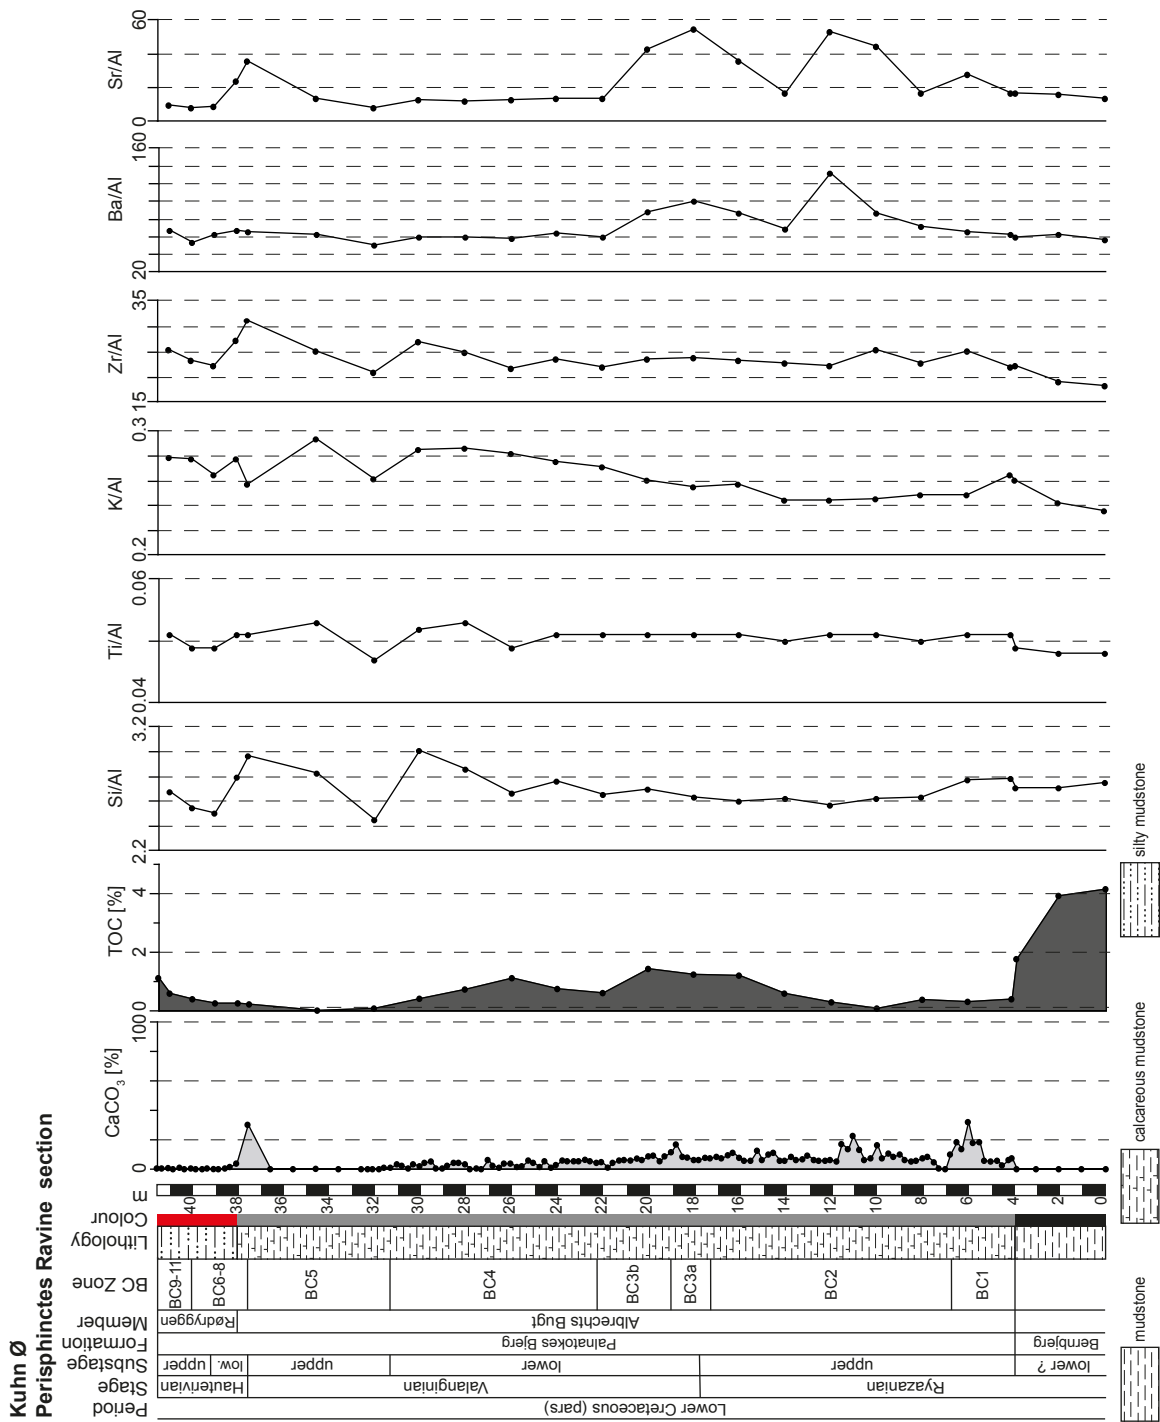 Kuhn Ø
Perisphinctes Ravine section
Period
Stage
Substage
Formation
Member
BC Zone
Lithology
Colour
m
CaCO3 [%]
TOC [%]
Si/Al
Ti/Al
K/Al
Zr/Al
Ba/Al
Sr/Al
Lower Cretaceous (pars)
Hauterivian
Valanginian
Ryazanian
upper
low.
upper
lower
upper
lower ?
Palnatokes Bjerg
Bernbjerg
Rødryggen
Albrechts Bugt
BC9-11
BC6-8
BC5
BC4
BC3b
BC3a
BC2
BC1
40
38
36
34
32
30
28
26
24
22
20
18
16
14
12
10
8
6
4
2
0
0
100
0
2
4
2.2
3.2
0.04
0.06
0.2
0.3
15
35
20
160
0
60
mudstone
calcareous mudstone
silty mudstone